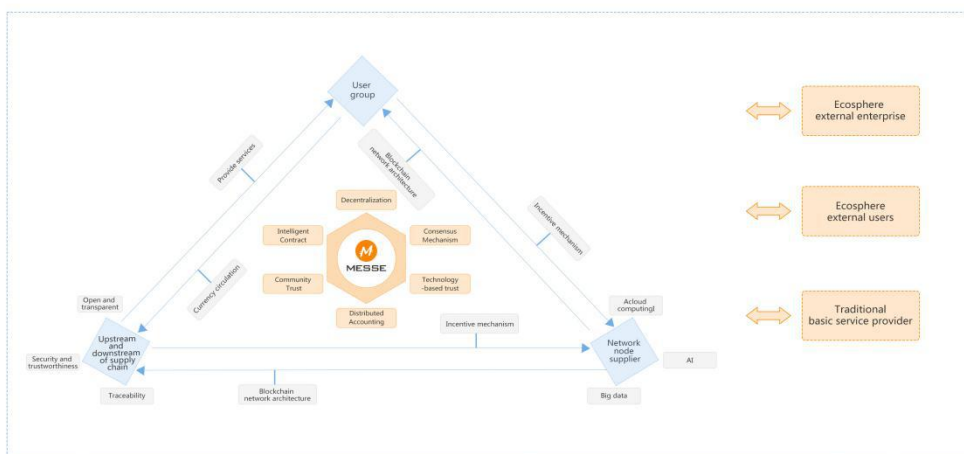 User
group
Ecosphere
external enterprise
Provide services
Blockchain
network architecture
Decentralization
Intelligent
Contract
Consensus
Mechanism
Incentive mechanism
Ecosphere
external users
M
MESSE
Community
Trust
Technology
-based trust
Currency circulation
Distributed
Accounting
Open and
transparent
Acloud
computingl
Traditional
basic service provider
Incentive mechanism
Upstream
and
downstream
of supply
chain
Network
node
supplier
Security and
trustworthiness
AI
Traceability
Blockchain
network architecture
Big data